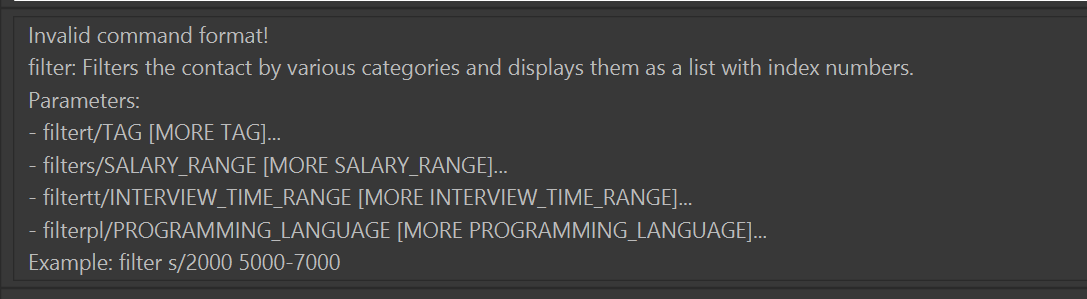 Invalid command format!
filter: Filters the contact by various categories and displays them as a list with index numbers.
Parameters:
- filtert/TAG [MORE TAG]...
- filters/SALARY_RANGE [MORE SALARY_RANGE]...
- filtertt/INTERVIEW_TIME_RANGE [MORE INTERVIEW_TIME_RANGE]...
- filterpl/PROGRAMMING_LANGUAGE [MORE PROGRAMMING_LANGUAGE]...
Example: filter s/2000 5000-7000